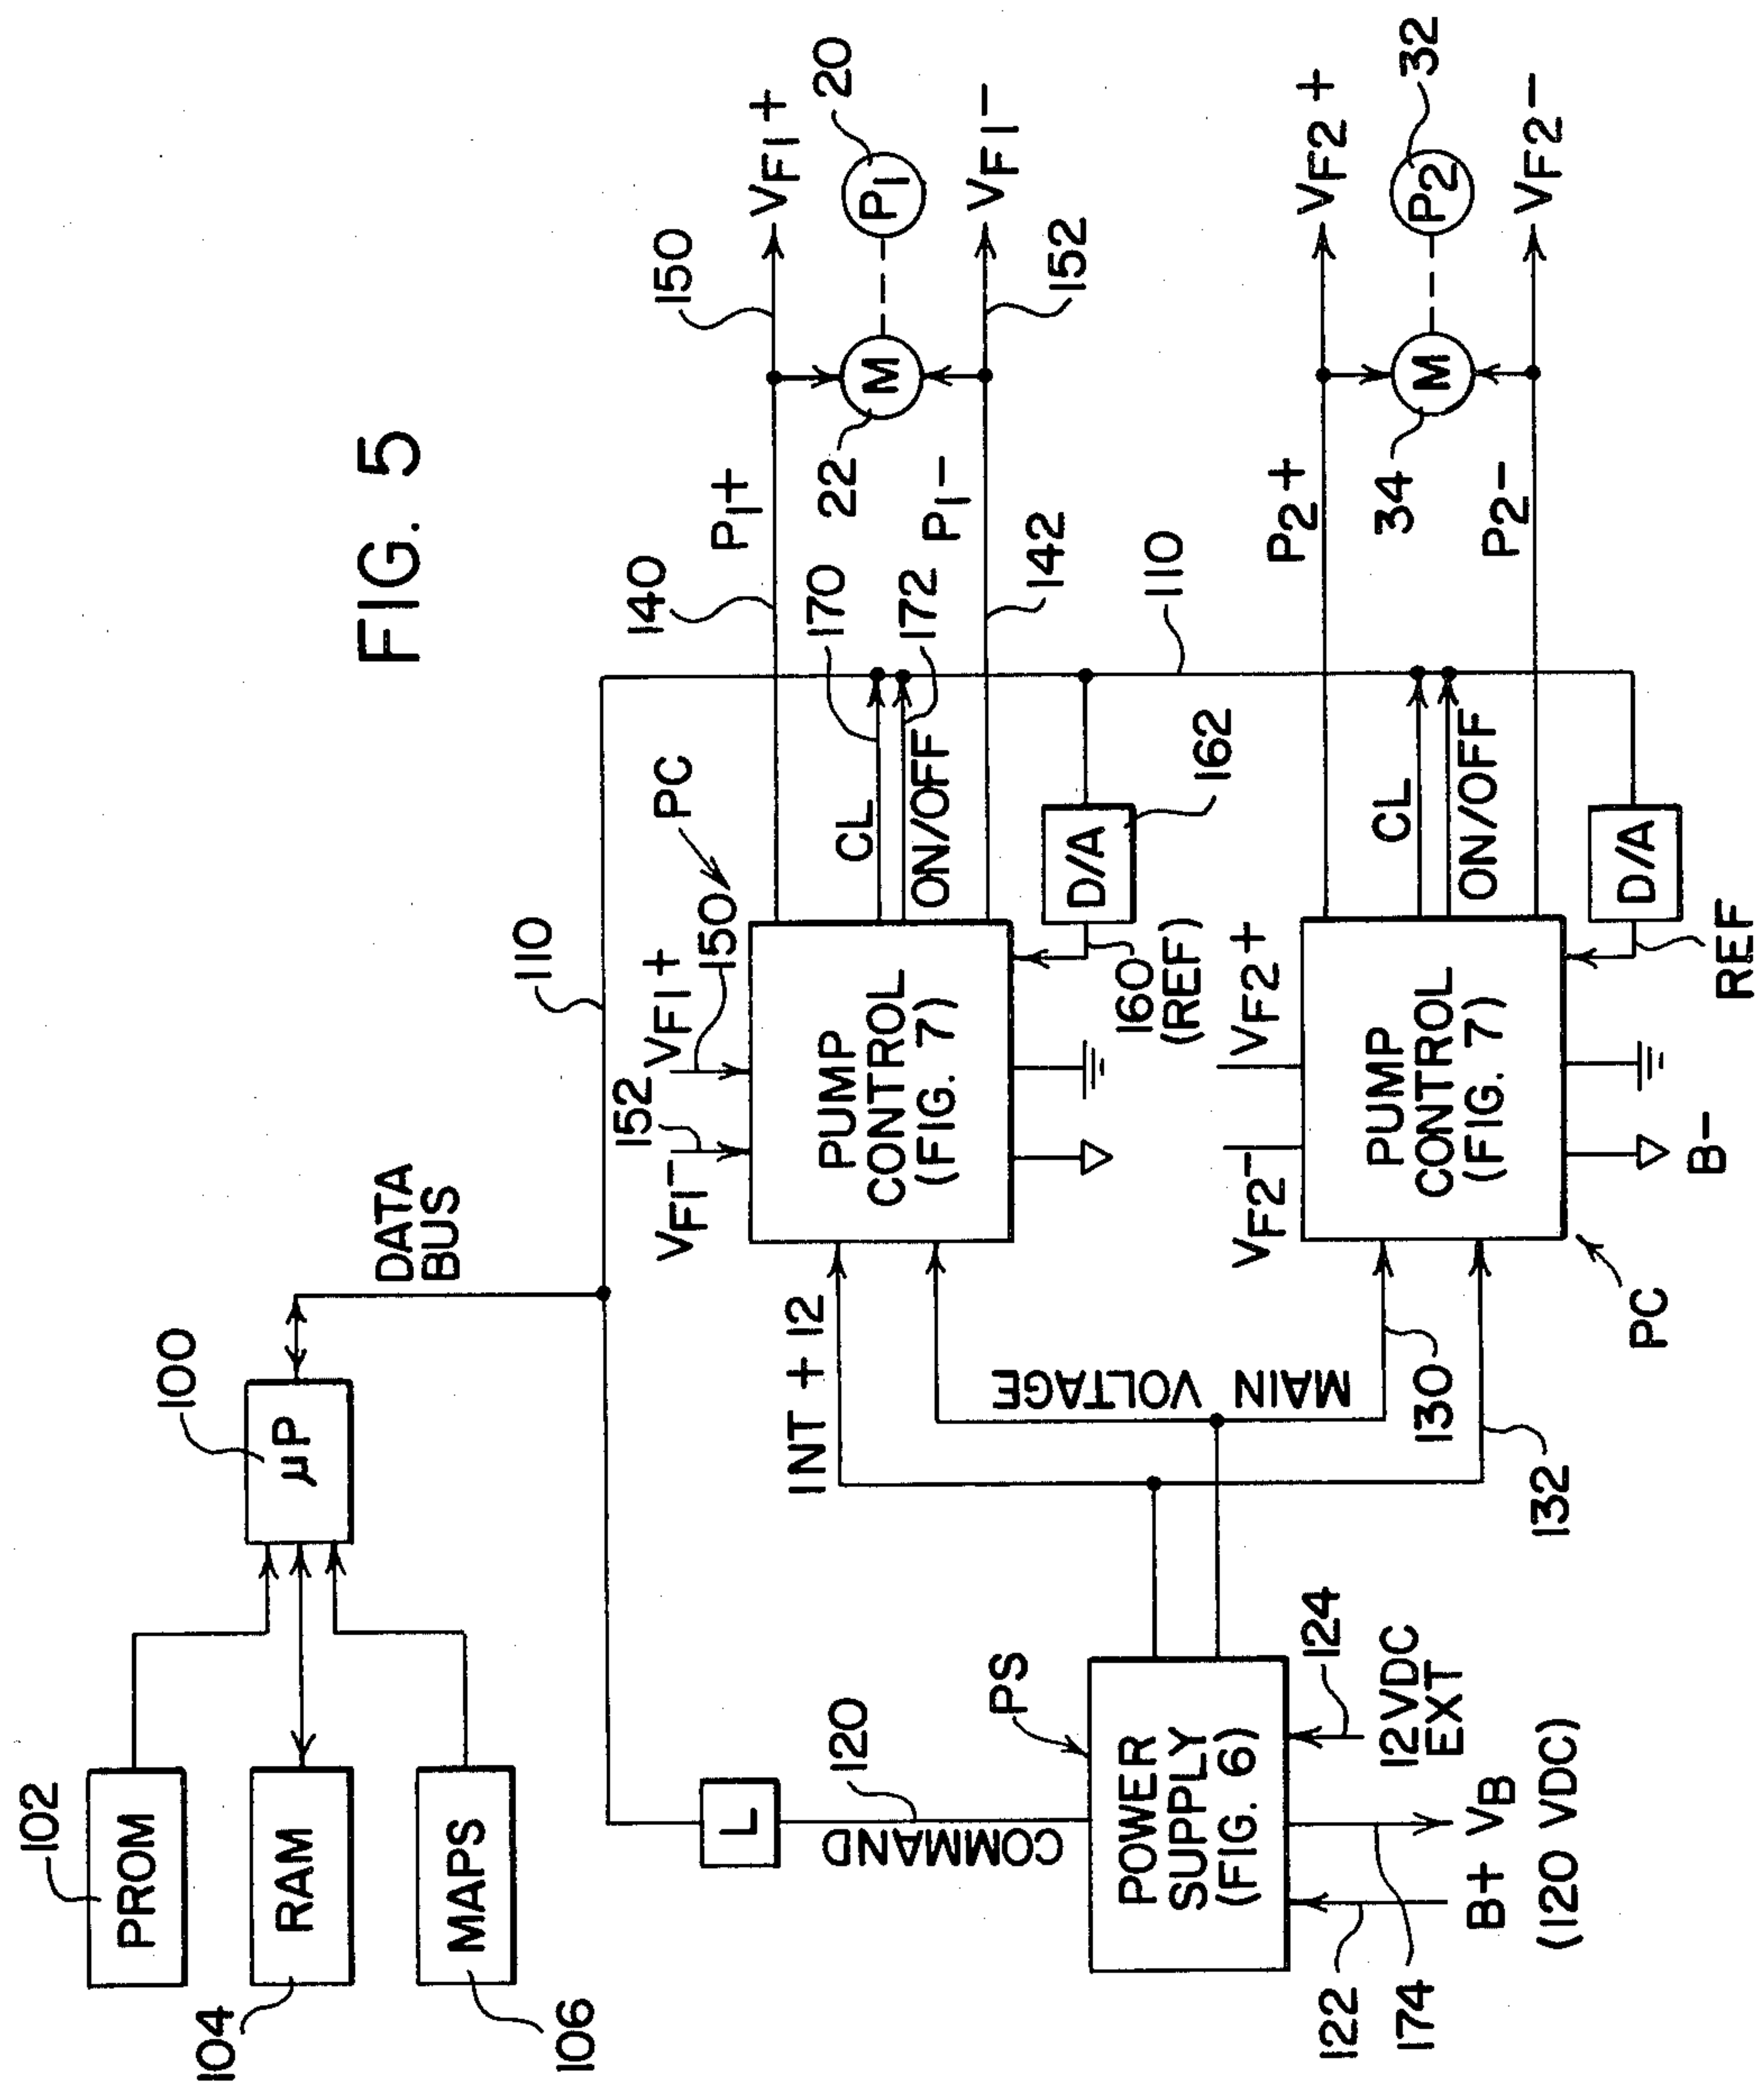 FIG. 5
102
PROM
104
RAM
106
MAPS
100
µP
DATA
BUS
110
L
120
COMMAND
PS
POWER
SUPPLY
(FIG. 6)
122
174
B+ VB
(120 VDC)
124
12 VDC
EXT
INT + 12
MAIN VOLTAGE
130
132
VF1-
152
VF1+
150
PC
PUMP
CONTROL
(FIG. 7)
CL
170
ON/OFF
172
140
P1+
150
VF1+
22
M
P1
20
P1-
142
152
VF1-
160
(REF)
D/A
162
110
VF2-
VF2+
PUMP
CONTROL
(FIG. 7)
PC
B-
CL
ON/OFF
D/A
REF
P2+
VF2+
34
M
P2
32
P2-
VF2-